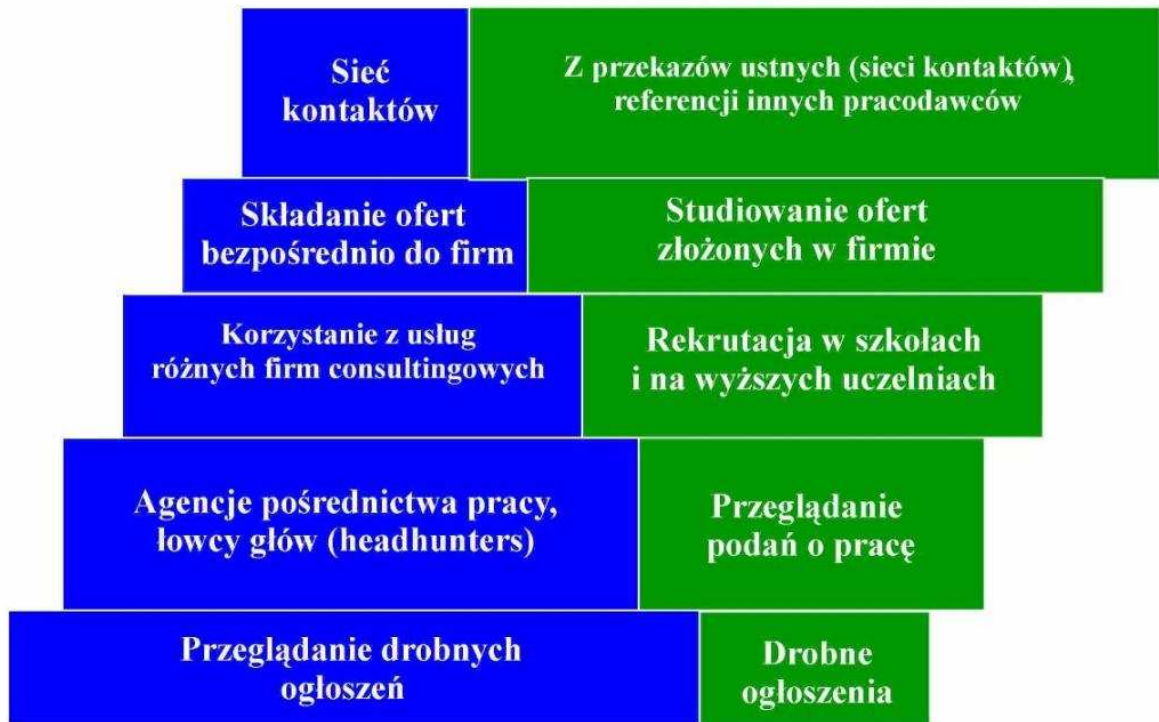 Sieć
kontaktów
Z przekazów ustnych (sieci kontaktów),
referencji innych pracodawców
Składanie ofert
bezpośrednio do firm
Studiowanie ofert
złożonych w firmie
Korzystanie z usług
różnych firm consultingowych
Rekrutacja w szkołach
i na wyższych uczelniach
Agencje pośrednictwa pracy,
łowcy głów (headhunters)
Przeglądanie
podań o pracę
Przeglądanie drobnych
ogłoszeń
Drobne
ogłoszenia